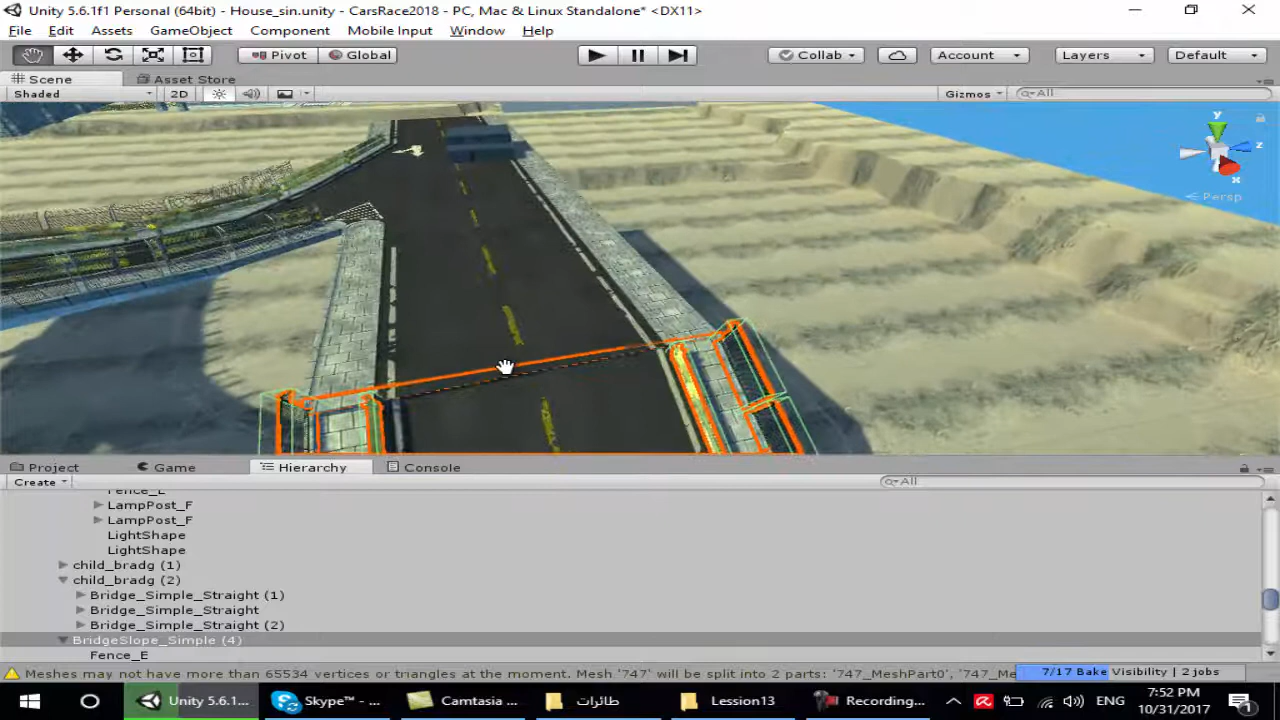 Unity 5.6.1f1 Personal (64bit) - House_sin.unity - CarsRace2018 - PC, Mac & Linux Standalone* <DX11>
File Edit Assets GameObject Component Mobile Input Window Help
Pivot Global Collab Account Layers Default
Scene Asset Store
Shaded 2D Gizmos All
y
z
x
Persp
Project Game Hierarchy Console
Create All
Fence_E
LampPost_F
LampPost_F
LightShape
LightShape
child_bradg (1)
child_bradg (2)
Bridge_Simple_Straight (1)
Bridge_Simple_Straight
Bridge_Simple_Straight (2)
BridgeSlope_Simple (4)
Fence_E
Meshes may not have more than 65534 vertices or triangles at the moment. Mesh '747' will be split into 2 parts: '747_MeshPart0', '747_Me
7/17 Bake Visibility | 2 jobs
Unity 5.6.1... Skype™ - ... Camtasia ... طائرات Lession13 Recording... ENG 7:52 PM
10/31/2017
1